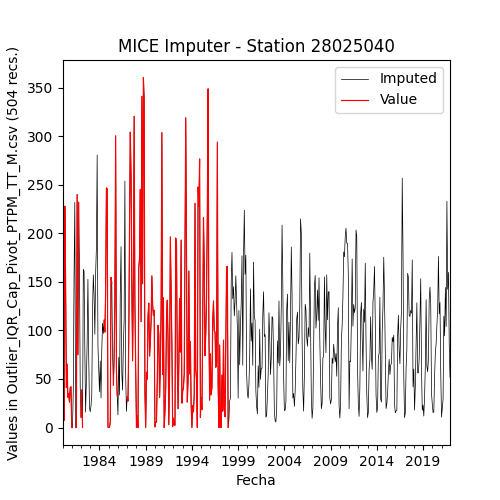 MICE Imputer - Station 28025040
Values in Outlier_IQR_Cap_Pivot_PTPM_TT_M.csv (504 recs.)
350
300
250
200
150
100
50
0
Imputed
Value
1984 1989 1994 1999 2004 2009 2014 2019
Fecha